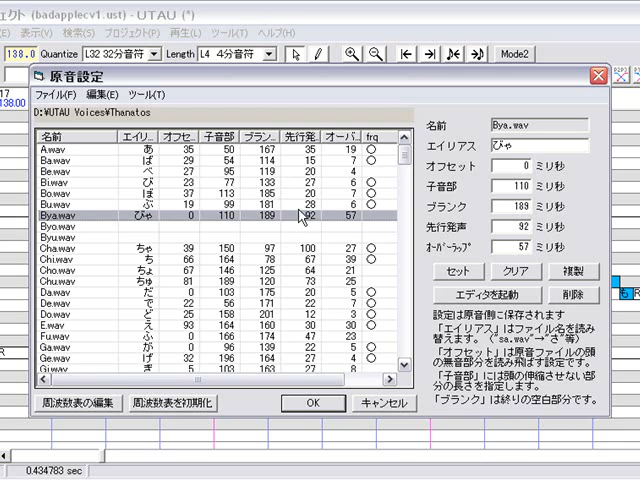 ェクト (badapplecv1.ust) - UTAU (*)
(E) 表示(V) 検索(S) プロジェクト(P) 再生(L) ツール(T) ヘルプ(H)
138.0 Quantize L32 32分音符 Length L4 4分音符 Mode2
17
138.00
原音設定
ファイル(F) 編集(E) ツール(T)
D:¥UTAU Voices¥Thanatos
名前 エイリ... オフセ... 子音部 ブラン... 先行発... オーバ... frq
A.wav あ 35 50 167 35 19 ○
Ba.wav ば 29 54 114 15 7 ○
Be.wav べ 27 95 119 20 4
Bi.wav び 23 77 133 27 6 ○
Bo.wav ぼ 37 113 185 20 7 ○
Bu.wav ぶ 19 99 181 28 6 ○
Bya.wav びゃ 0 110 189 92 57
Byo.wav
Byu.wav
Cha.wav ちゃ 39 150 97 100 27 ○
Chi.wav ち 66 164 78 67 39 ○
Cho.wav ちょ 67 146 125 64 21
Chu.wav ちゅ 81 189 120 73 25
Da.wav だ 0 103 175 20 5 ○
De.wav で 22 56 171 22 7 ○
Do.wav ど 25 158 201 12 3 ○
E.wav え 93 164 160 30 30 ○
Fu.wav ふ 0 166 174 47 23
Ga.wav が 0 96 139 22 5 ○
Ge.wav げ 32 196 164 27 4 ○
Gi.wav ぎ 5 103 163 27 8
名前 Bya.wav
エイリアス びゃ
オフセット 0 ミリ秒
子音部 110 ミリ秒
ブランク 189 ミリ秒
先行発声 92 ミリ秒
オーバーラップ 57 ミリ秒
セット クリア 複製
エディタを起動 削除
設定は原音側に保存されます
「エイリアス」はファイル名を読み
替えます。（"sa.wav"→"さ"等）
「オフセット」は原音ファイルの頭
の無音部分を読み飛ばす設定です。
「子音部」には頭の伸縮させない部
分の長さを指定します。
「ブランク」は終りの空白部分です。
周波数表の編集 周波数表を初期化 OK キャンセル
も R
R
0.434783 sec